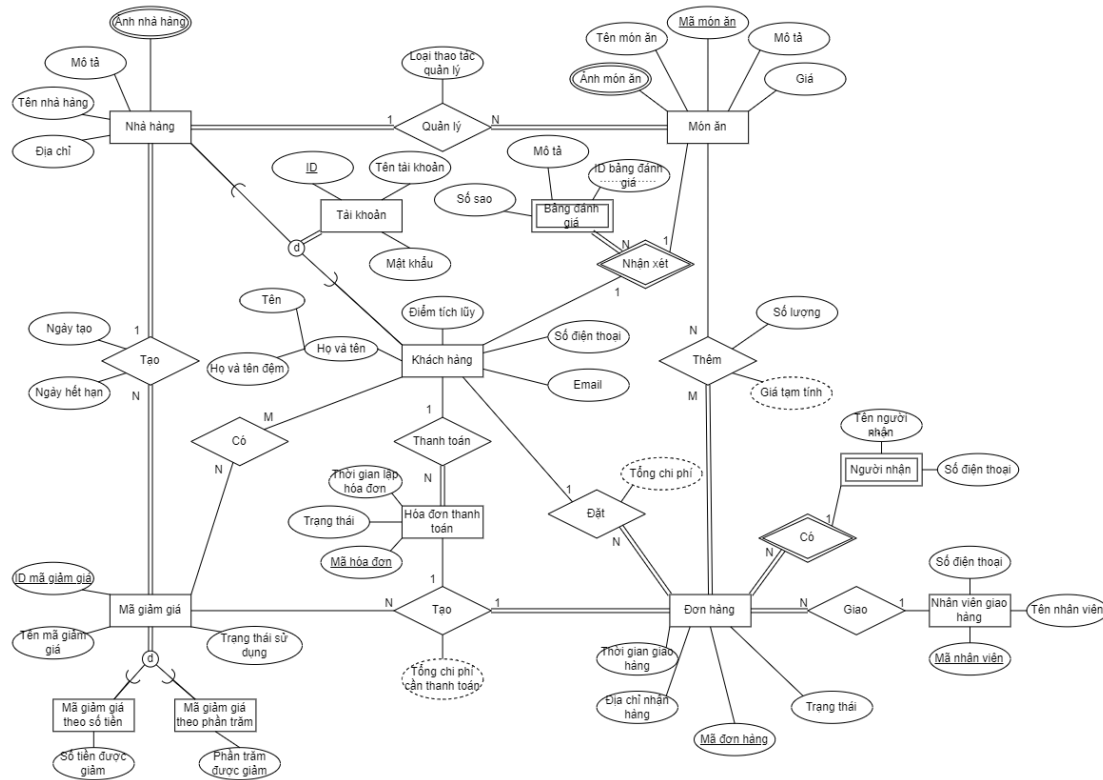 Ảnh nhà hàng
Mã món ăn
Tên món ăn
Mô tả
Mô tả
Loại thao tác
quản lý
Ảnh món ăn
Giá
Tên nhà hàng
Nhà hàng
1
Quản lý
N
Món ăn
Địa chỉ
Mô tả
ID
Tên tài khoản
ID bảng đánh
giá
Số sao
Tài khoản
Bảng đánh
giá
N
1
d
Mật khẩu
Nhận xét
1
Tên
Điểm tích lũy
Số lượng
Ngày tạo
1
Số điện thoại
N
Họ và tên
Khách hàng
Tạo
Thêm
Họ và tên đệm
Email
Ngày hết hạn
N
Giá tạm tính
M
M
1
Tên người
nhận
Có
Thanh toán
N
N
Tổng chi phí
Người nhận
Số điện thoại
Thời gian lập
hóa đơn
1
Trạng thái
Hóa đơn thanh
toán
Đặt
1
Có
N
N
Mã hóa đơn
Số điện thoại
1
ID mã giảm giá
Mã giảm giá
N
Tạo
1
Đơn hàng
N
Giao
1
Nhân viên giao
hàng
Tên nhân viên
Tên mã giảm
giá
Trạng thái sử
dụng
Thời gian giao
hàng
Mã nhân viên
d
Tổng chi phí
cần thanh toán
Mã giảm giá
theo số tiền
Mã giảm giá
theo phần trăm
Địa chỉ nhận
hàng
Trạng thái
Mã đơn hàng
Số tiền được
giảm
Phần trăm
được giảm